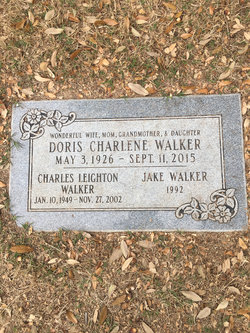 WONDERFUL WIFE, MOM, GRANDMOTHER, & DAUGHTER
DORIS CHARLENE WALKER
MAY 3, 1926 – SEPT. 11, 2015
CHARLES LEIGHTON
WALKER
JAN. 10, 1949 – NOV. 27, 2002
JAKE WALKER
1992